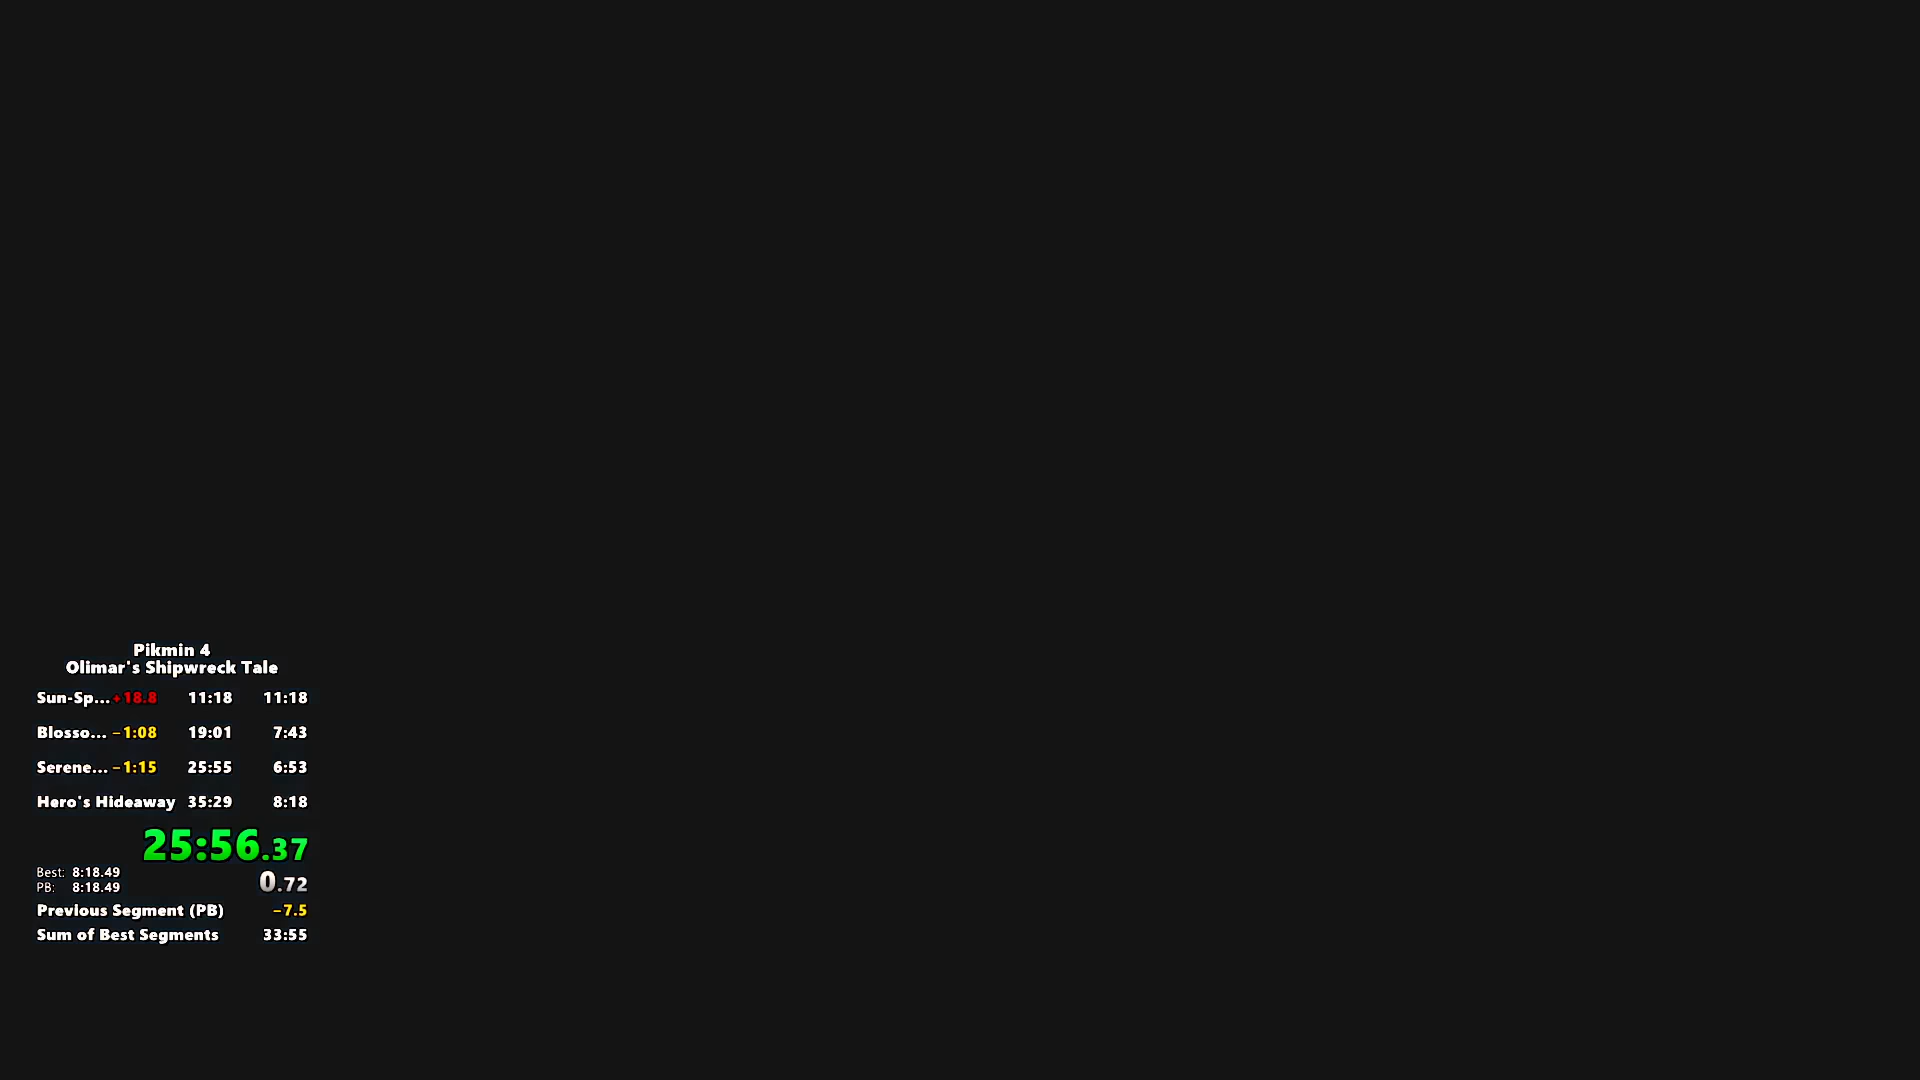 Pikmin 4
Olimar's Shipwreck Tale
Sun-Sp... +18.8 11:18 11:18
Blosso... −1:08 19:01 7:43
Serene... −1:15 25:55 6:53
Hero's Hideaway 35:29 8:18
25:56.37
Best: 8:18.49
PB: 8:18.49
0.72
Previous Segment (PB) −7.5
Sum of Best Segments 33:55